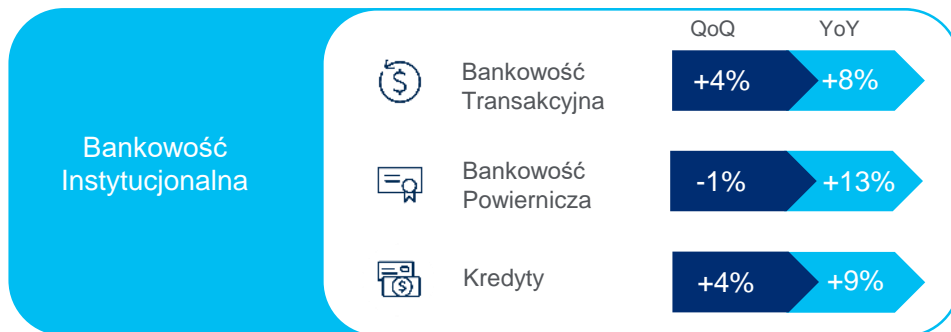 QoQ YoY
Bankowość
Instytucjonalna
Bankowość
Transakcyjna
+4% +8%
Bankowość
Powiernicza
-1% +13%
Kredyty
+4% +9%